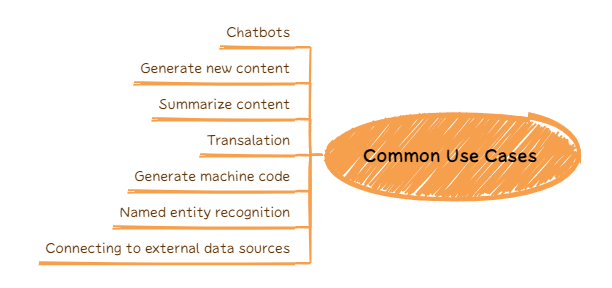 Chatbots
Generate new content
Summarize content
Transalation
Generate machine code
Named entity recognition
Connecting to external data sources
Common Use Cases